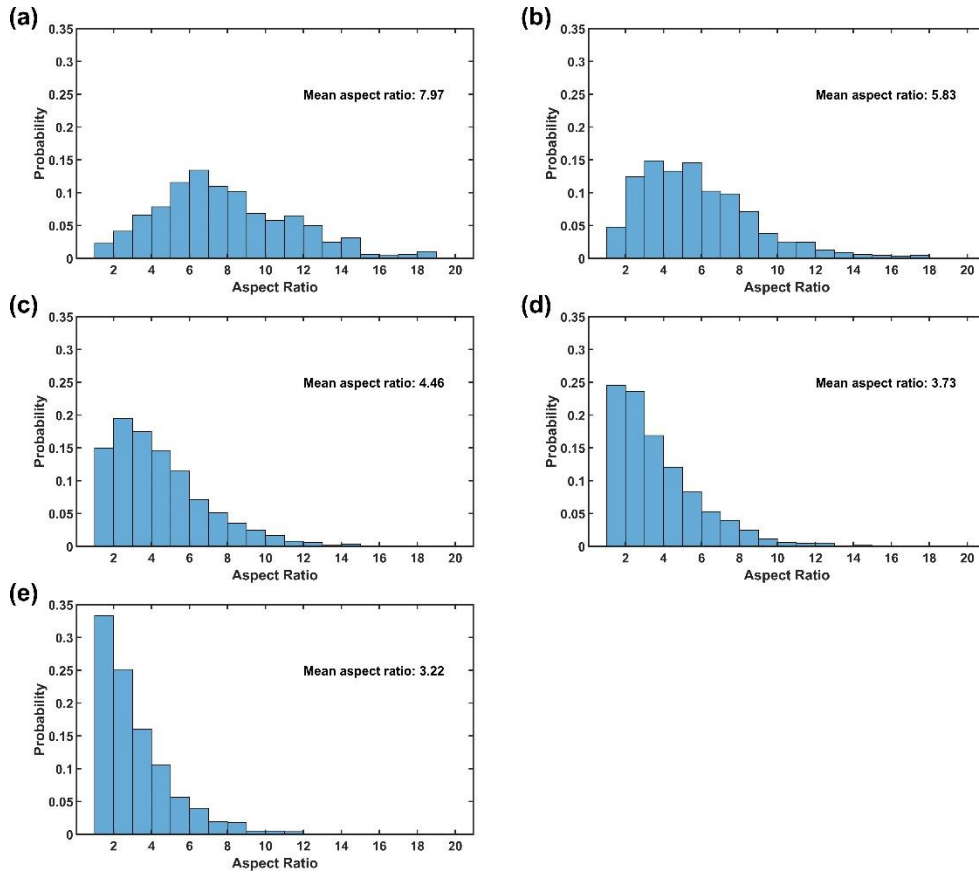 (a)
0.35
0.3
0.25
0.2
0.15
0.1
0.05
0
Probability
Mean aspect ratio: 7.97
2 4 6 8 10 12 14 16 18 20
Aspect Ratio
(b)
0.35
0.3
0.25
0.2
0.15
0.1
0.05
0
Probability
Mean aspect ratio: 5.83
2 4 6 8 10 12 14 16 18 20
Aspect Ratio
(c)
0.35
0.3
0.25
0.2
0.15
0.1
0.05
0
Probability
Mean aspect ratio: 4.46
2 4 6 8 10 12 14 16 18 20
Aspect Ratio
(d)
0.35
0.3
0.25
0.2
0.15
0.1
0.05
0
Probability
Mean aspect ratio: 3.73
2 4 6 8 10 12 14 16 18 20
Aspect Ratio
(e)
0.35
0.3
0.25
0.2
0.15
0.1
0.05
0
Probability
Mean aspect ratio: 3.22
2 4 6 8 10 12 14 16 18 20
Aspect Ratio